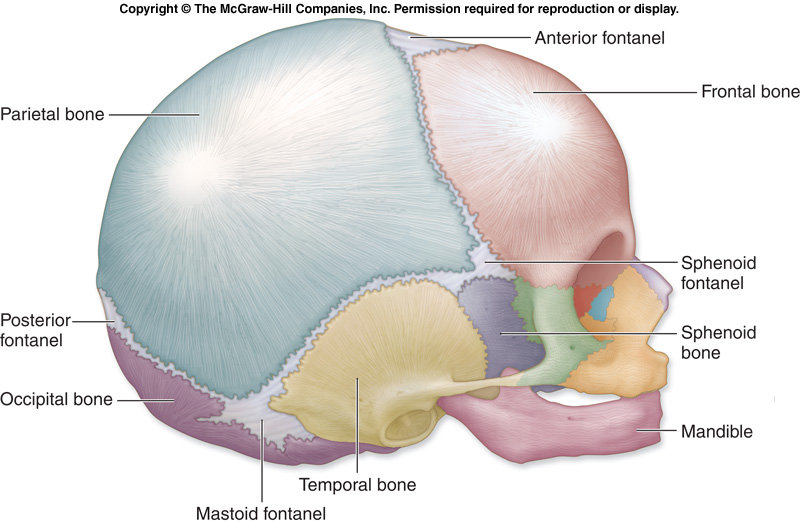 Copyright © The McGraw-Hill Companies, Inc. Permission required for reproduction or display.
Anterior fontanel
Frontal bone
Parietal bone
Sphenoid
fontanel
Posterior
fontanel
Sphenoid
bone
Occipital bone
Mandible
Temporal bone
Mastoid fontanel